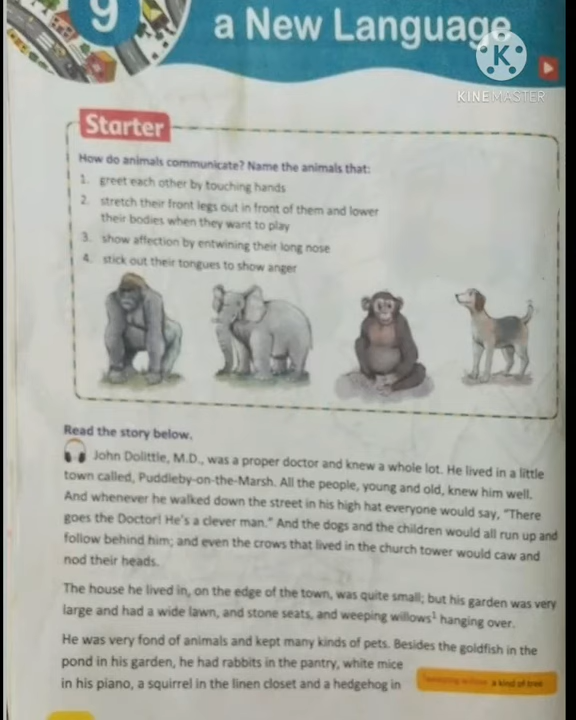 9
a New Language
KINEMASTER
Starter
How do animals communicate? Name the animals that:
1. greet each other by touching hands
2. stretch their front legs out in front of them and lower
their bodies when they want to play
3. show affection by entwining their long nose
4. stick out their tongues to show anger
Read the story below.
John Dolittle, M.D., was a proper doctor and knew a whole lot. He lived in a little
town called, Puddleby-on-the-Marsh. All the people, young and old, knew him well.
And whenever he walked down the street in his high hat everyone would say, "There
goes the Doctor! He's a clever man." And the dogs and the children would all run up and
follow behind him; and even the crows that lived in the church tower would caw and
nod their heads.
The house he lived in, on the edge of the town, was quite small; but his garden was very
large and had a wide lawn, and stone seats, and weeping willows¹ hanging over.
He was very fond of animals and kept many kinds of pets. Besides the goldfish in the
pond in his garden, he had rabbits in the pantry, white mice
in his piano, a squirrel in the linen closet and a hedgehog in
a kind of tree